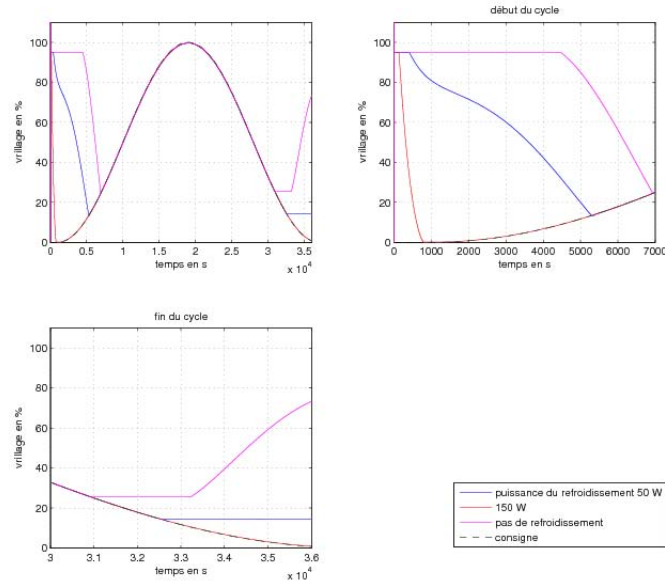 début du cycle
vrillage en %
100
80
60
40
20
0
0 0.5 1 1.5 2 2.5 3 3.5
temps en s
x 10⁴
vrillage en %
100
80
60
40
20
0
0 1000 2000 3000 4000 5000 6000 7000
temps en s
fin du cycle
vrillage en %
100
80
60
40
20
0
3 3.1 3.2 3.3 3.4 3.5 3.6
temps en s
x 10⁴
puissance du refroidissement 50 W
150 W
pas de refroidissement
consigne